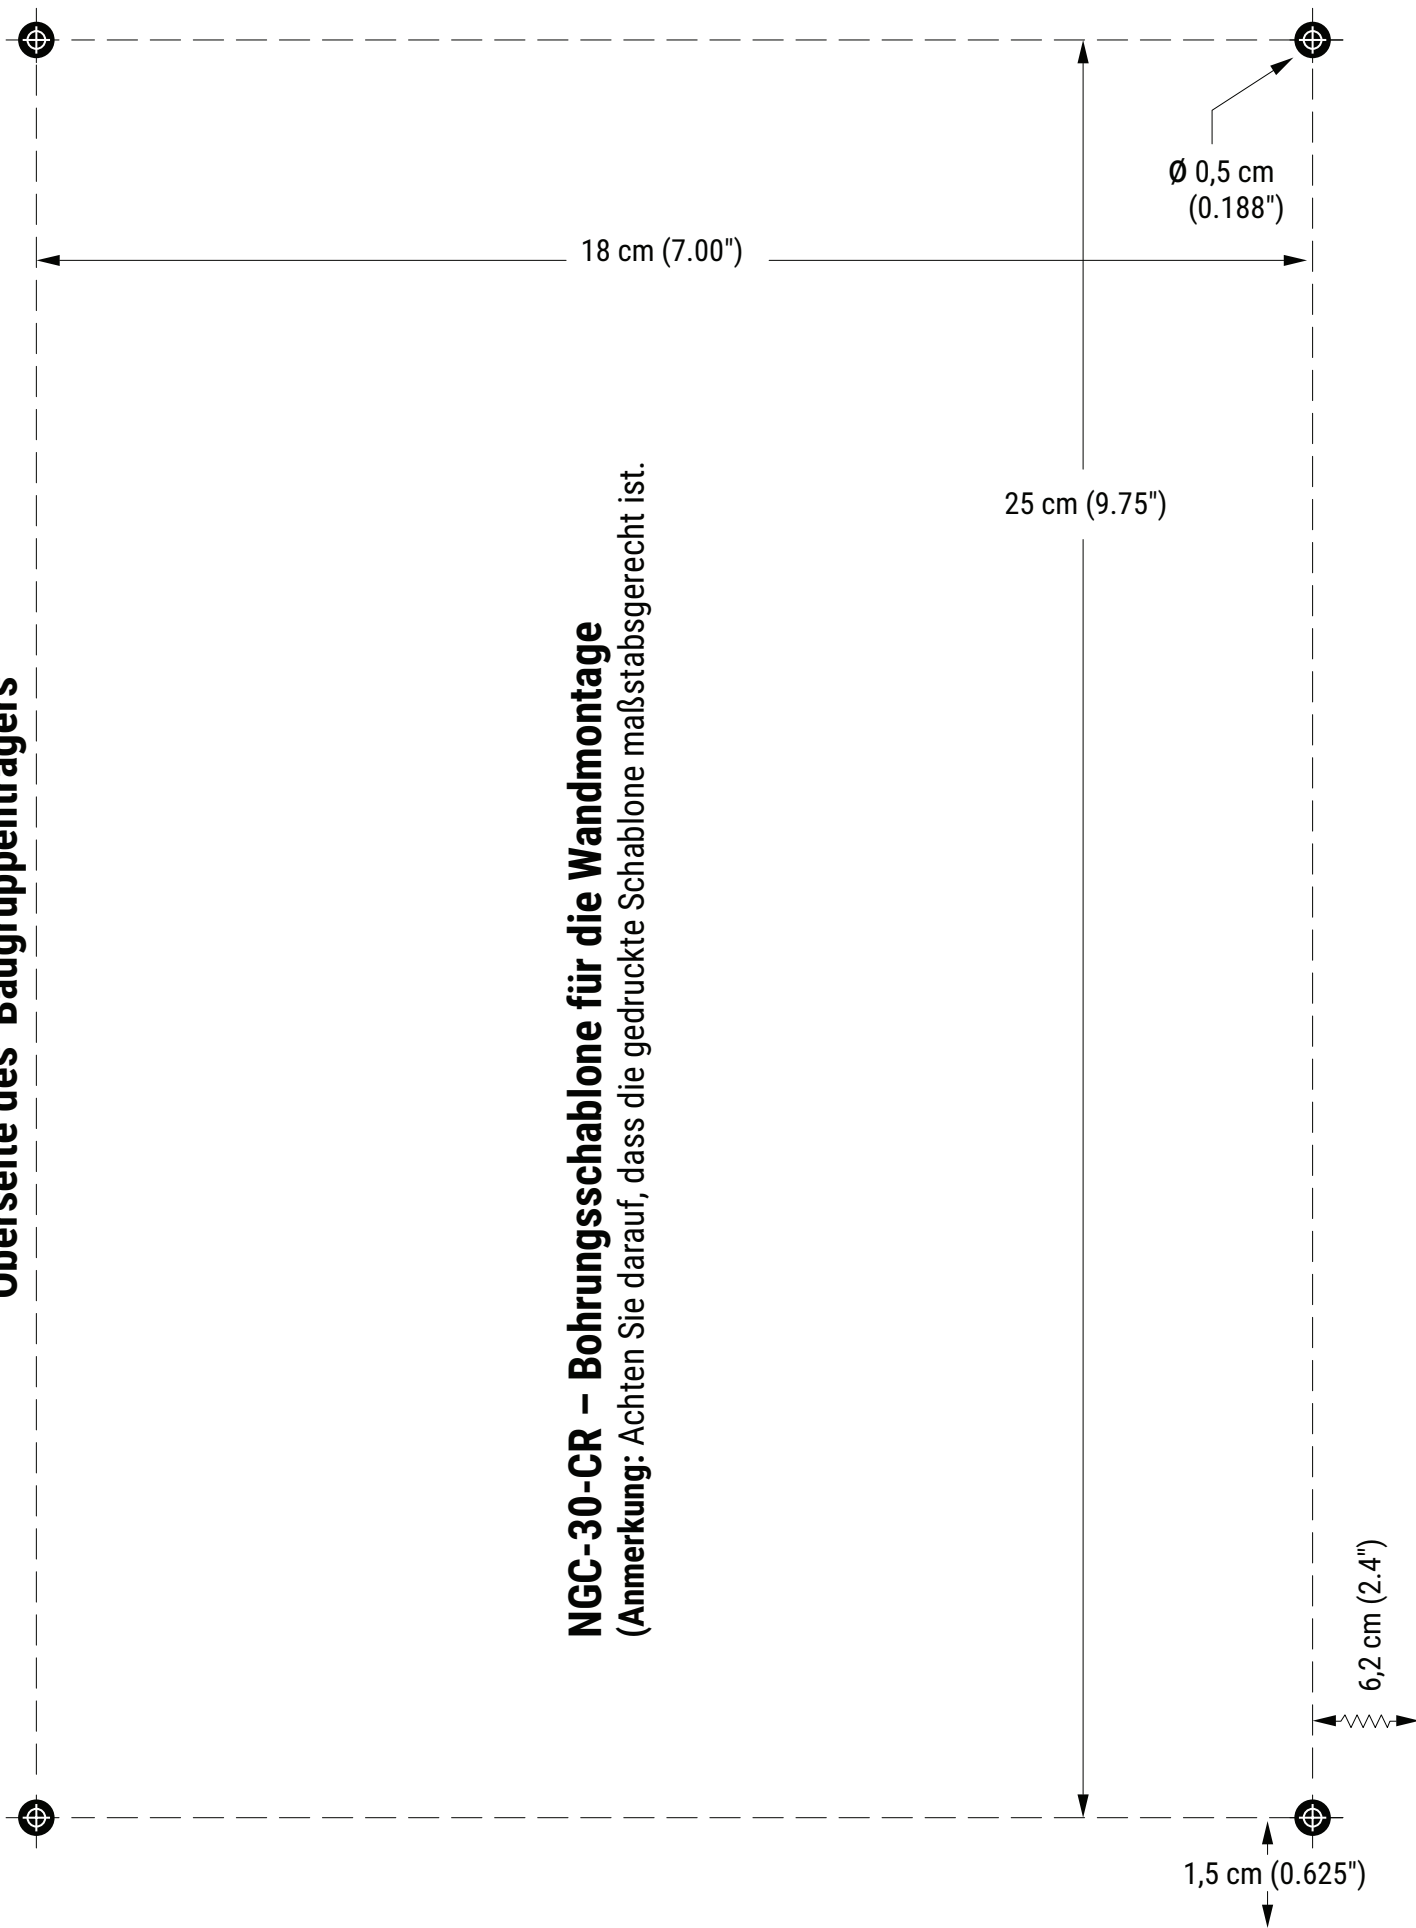 Ø 0,5 cm
(0.188")
18 cm (7.00")
25 cm (9.75")
Oberseite des Baugruppenträgers
NGC-30-CR – Bohrungsschablone für die Wandmontage
(Anmerkung: Achten Sie darauf, dass die gedruckte Schablone maßstabsgerecht ist.
6,2 cm (2.4")
1,5 cm (0.625")